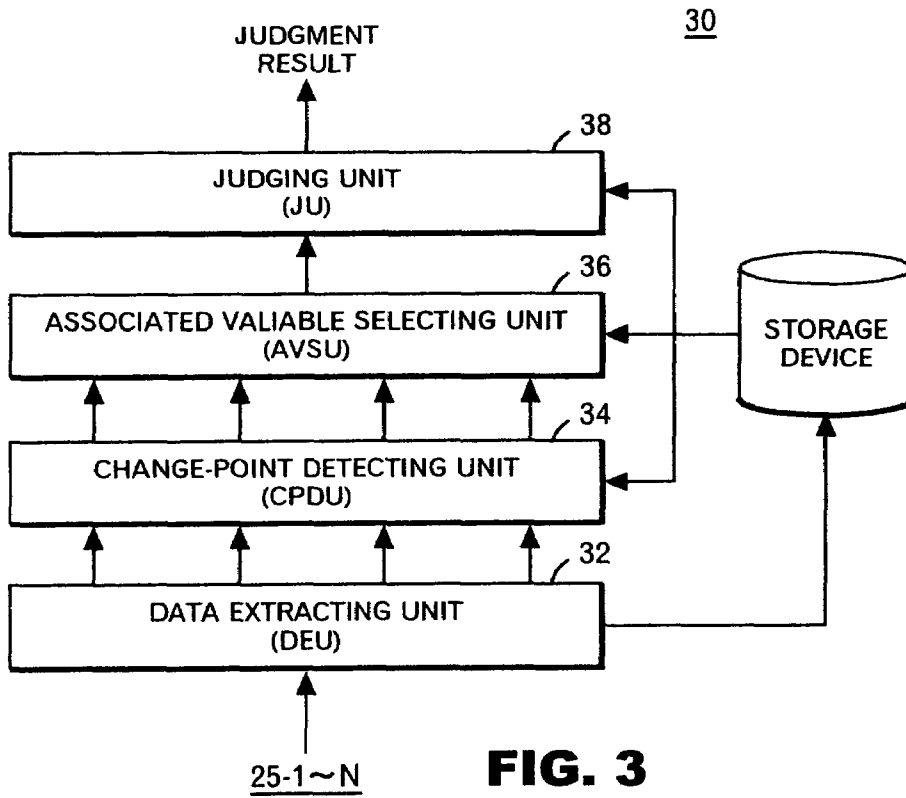 30
JUDGMENT
RESULT
38
JUDGING UNIT
(JU)
36
ASSOCIATED VALIABLE SELECTING UNIT
(AVSU)
STORAGE
DEVICE
34
CHANGE-POINT DETECTING UNIT
(CPDU)
32
DATA EXTRACTING UNIT
(DEU)
25-1~N
FIG. 3